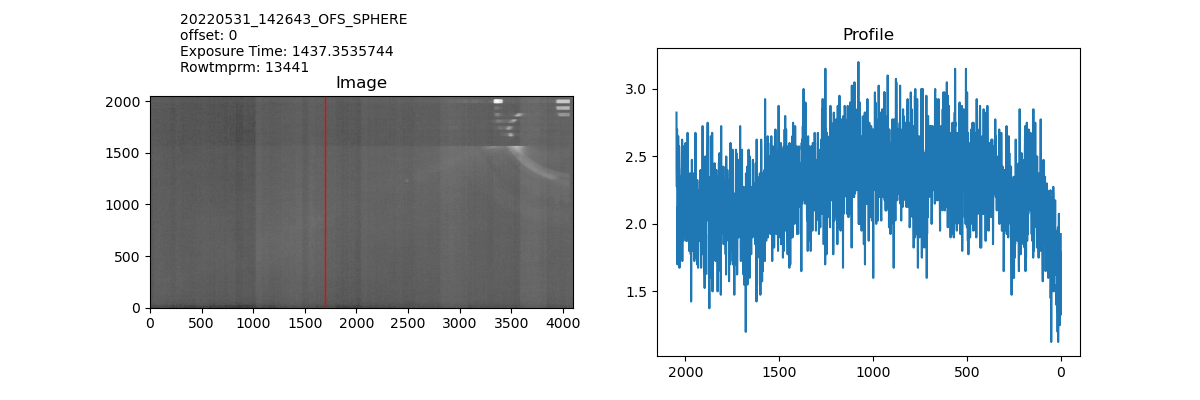 20220531_142643_OFS_SPHERE
offset: 0
Exposure Time: 1437.3535744
Rowtmprm: 13441
Image
2000
1500
1000
500
0
0 500 1000 1500 2000 2500 3000 3500 4000
Profile
3.0
2.5
2.0
1.5
2000 1500 1000 500 0